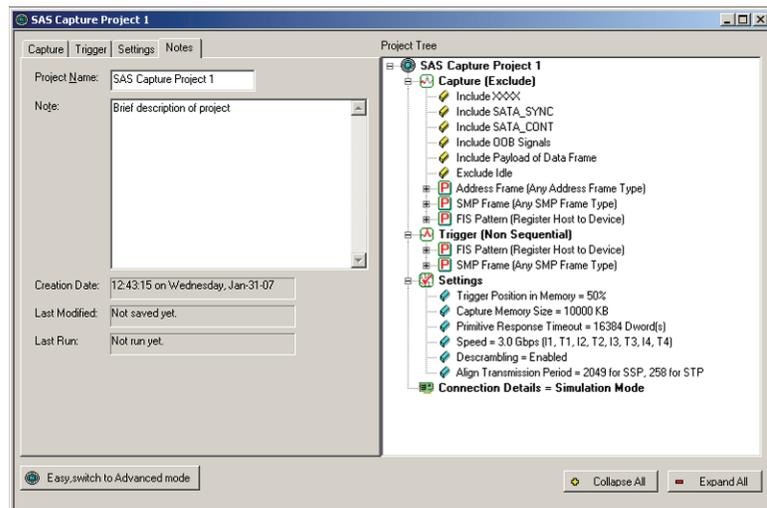 SAS Capture Project 1
Capture
Trigger
Settings
Notes
Project Name:
SAS Capture Project 1
Note:
Brief description of project
Creation Date:
12:43:15 on Wednesday, Jan-31-07
Last Modified:
Not saved yet.
Last Run:
Not run yet.
Project Tree
SAS Capture Project 1
Capture (Exclude)
Include XXXX
Include SATA_SYNC
Include SATA_CONT
Include OOB Signals
Include Payload of Data Frame
Exclude Idle
P Address Frame (Any Address Frame Type)
P SMP Frame (Any SMP Frame Type)
P FIS Pattern (Register Host to Device)
Trigger (Non Sequential)
P FIS Pattern (Register Host to Device)
P SMP Frame (Any SMP Frame Type)
Settings
Trigger Position in Memory = 50%
Capture Memory Size = 10000 KB
Primitive Response Timeout = 16384 Dword(s)
Speed = 3.0 Gbps (I1, T1, I2, T2, I3, T3, I4, T4)
Descrambling = Enabled
Align Transmission Period = 2049 for SSP, 258 for STP
Connection Details = Simulation Mode
Easy,switch to Advanced mode
Collapse All
Expand All